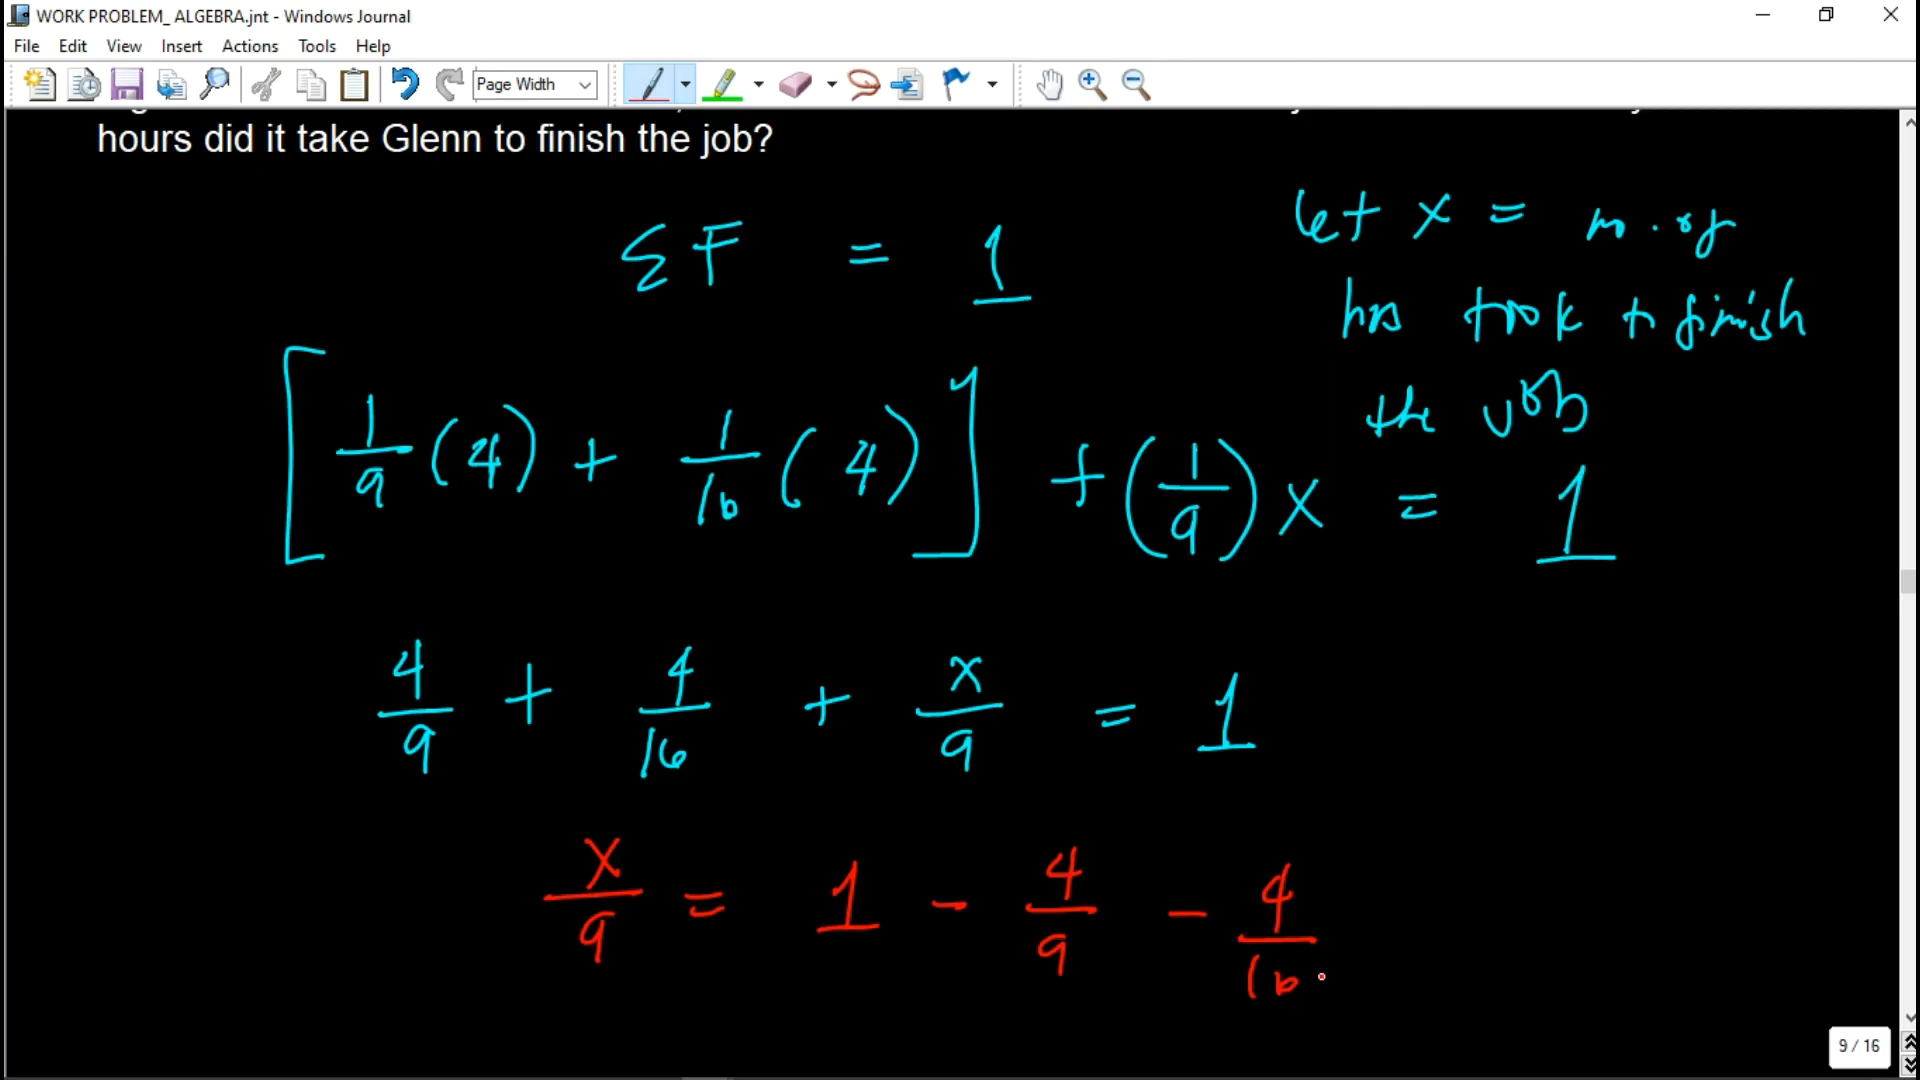 WORK PROBLEM_ ALGEBRA.jnt - Windows Journal
File Edit View Insert Actions Tools Help
Page Width
hours did it take Glenn to finish the job?
let x = no. of
ΣF = 1
hrs took to finish
the job
[ 1/9 (4) + 1/16 (4) ] + (1/9) x = 1
4/9 + 4/16 + x/9 = 1
x/9 = 1 - 4/9 - 4/16
9 / 16